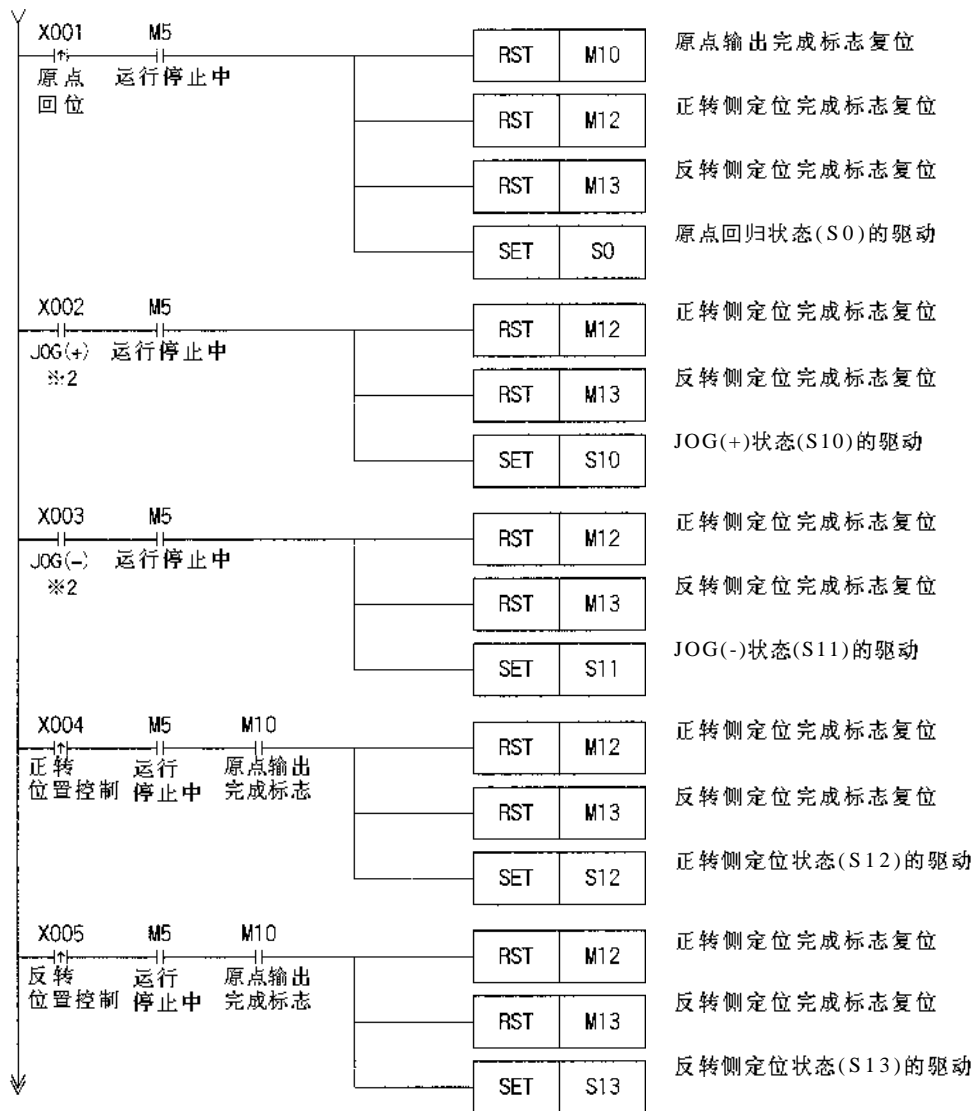 X001 M5
RST M10 原点输出完成标志复位
原点 运行停止中
回位
RST M12 正转侧定位完成标志复位
RST M13 反转侧定位完成标志复位
SET S0 原点回归状态(S0)的驱动
X002 M5
RST M12 正转侧定位完成标志复位
JOG(+) 运行停止中
※2
RST M13 反转侧定位完成标志复位
SET S10 JOG(+)状态(S10)的驱动
X003 M5
RST M12 正转侧定位完成标志复位
JOG(-) 运行停止中
※2
RST M13 反转侧定位完成标志复位
SET S11 JOG(-)状态(S11)的驱动
X004 M5 M10
RST M12 正转侧定位完成标志复位
正转 运行 原点输出
位置控制 停止中 完成标志
RST M13 反转侧定位完成标志复位
SET S12 正转侧定位状态(S12)的驱动
X005 M5 M10
RST M12 正转侧定位完成标志复位
反转 运行 原点输出
位置控制 停止中 完成标志
RST M13 反转侧定位完成标志复位
SET S13 反转侧定位状态(S13)的驱动